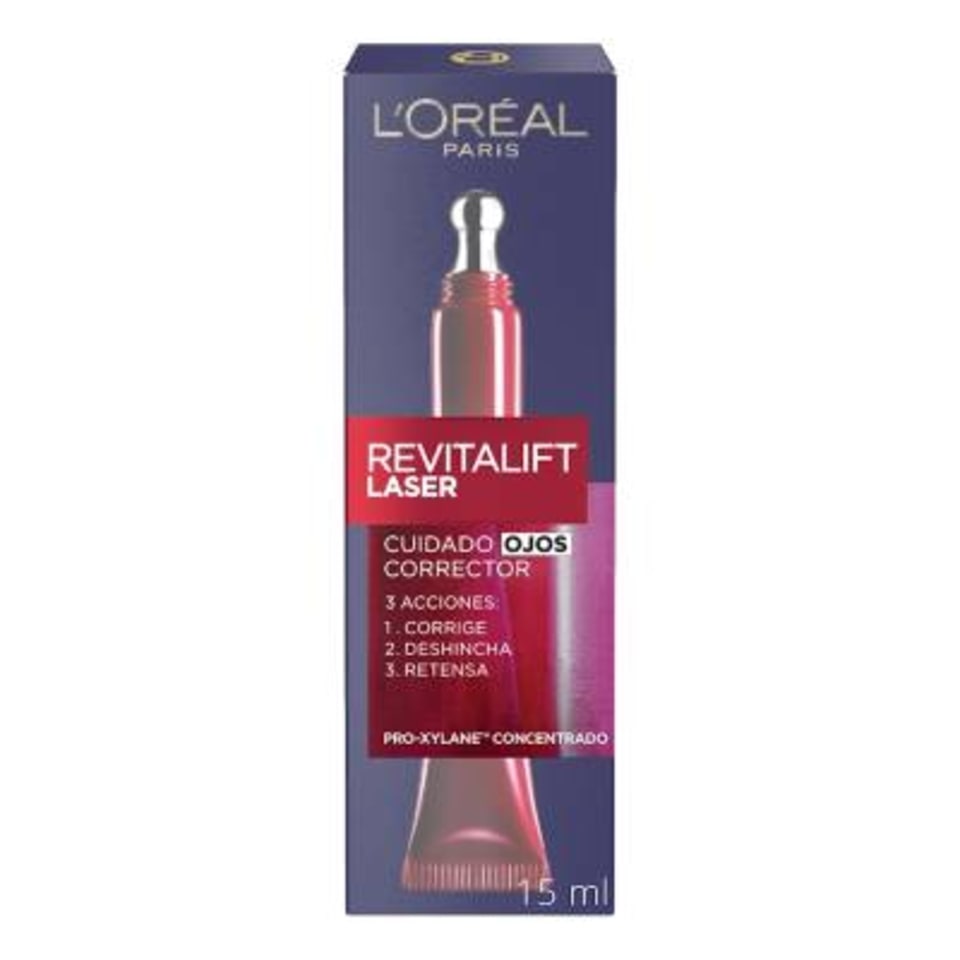 L'ORÉAL
PARIS
REVITALIFT
LASER
CUIDADO OJOS
CORRECTOR
3 ACCIONES:
1. CORRIGE
2. DESHINCHA
3. RETENSA
PRO-XYLANE™ CONCENTRADO
15 ml